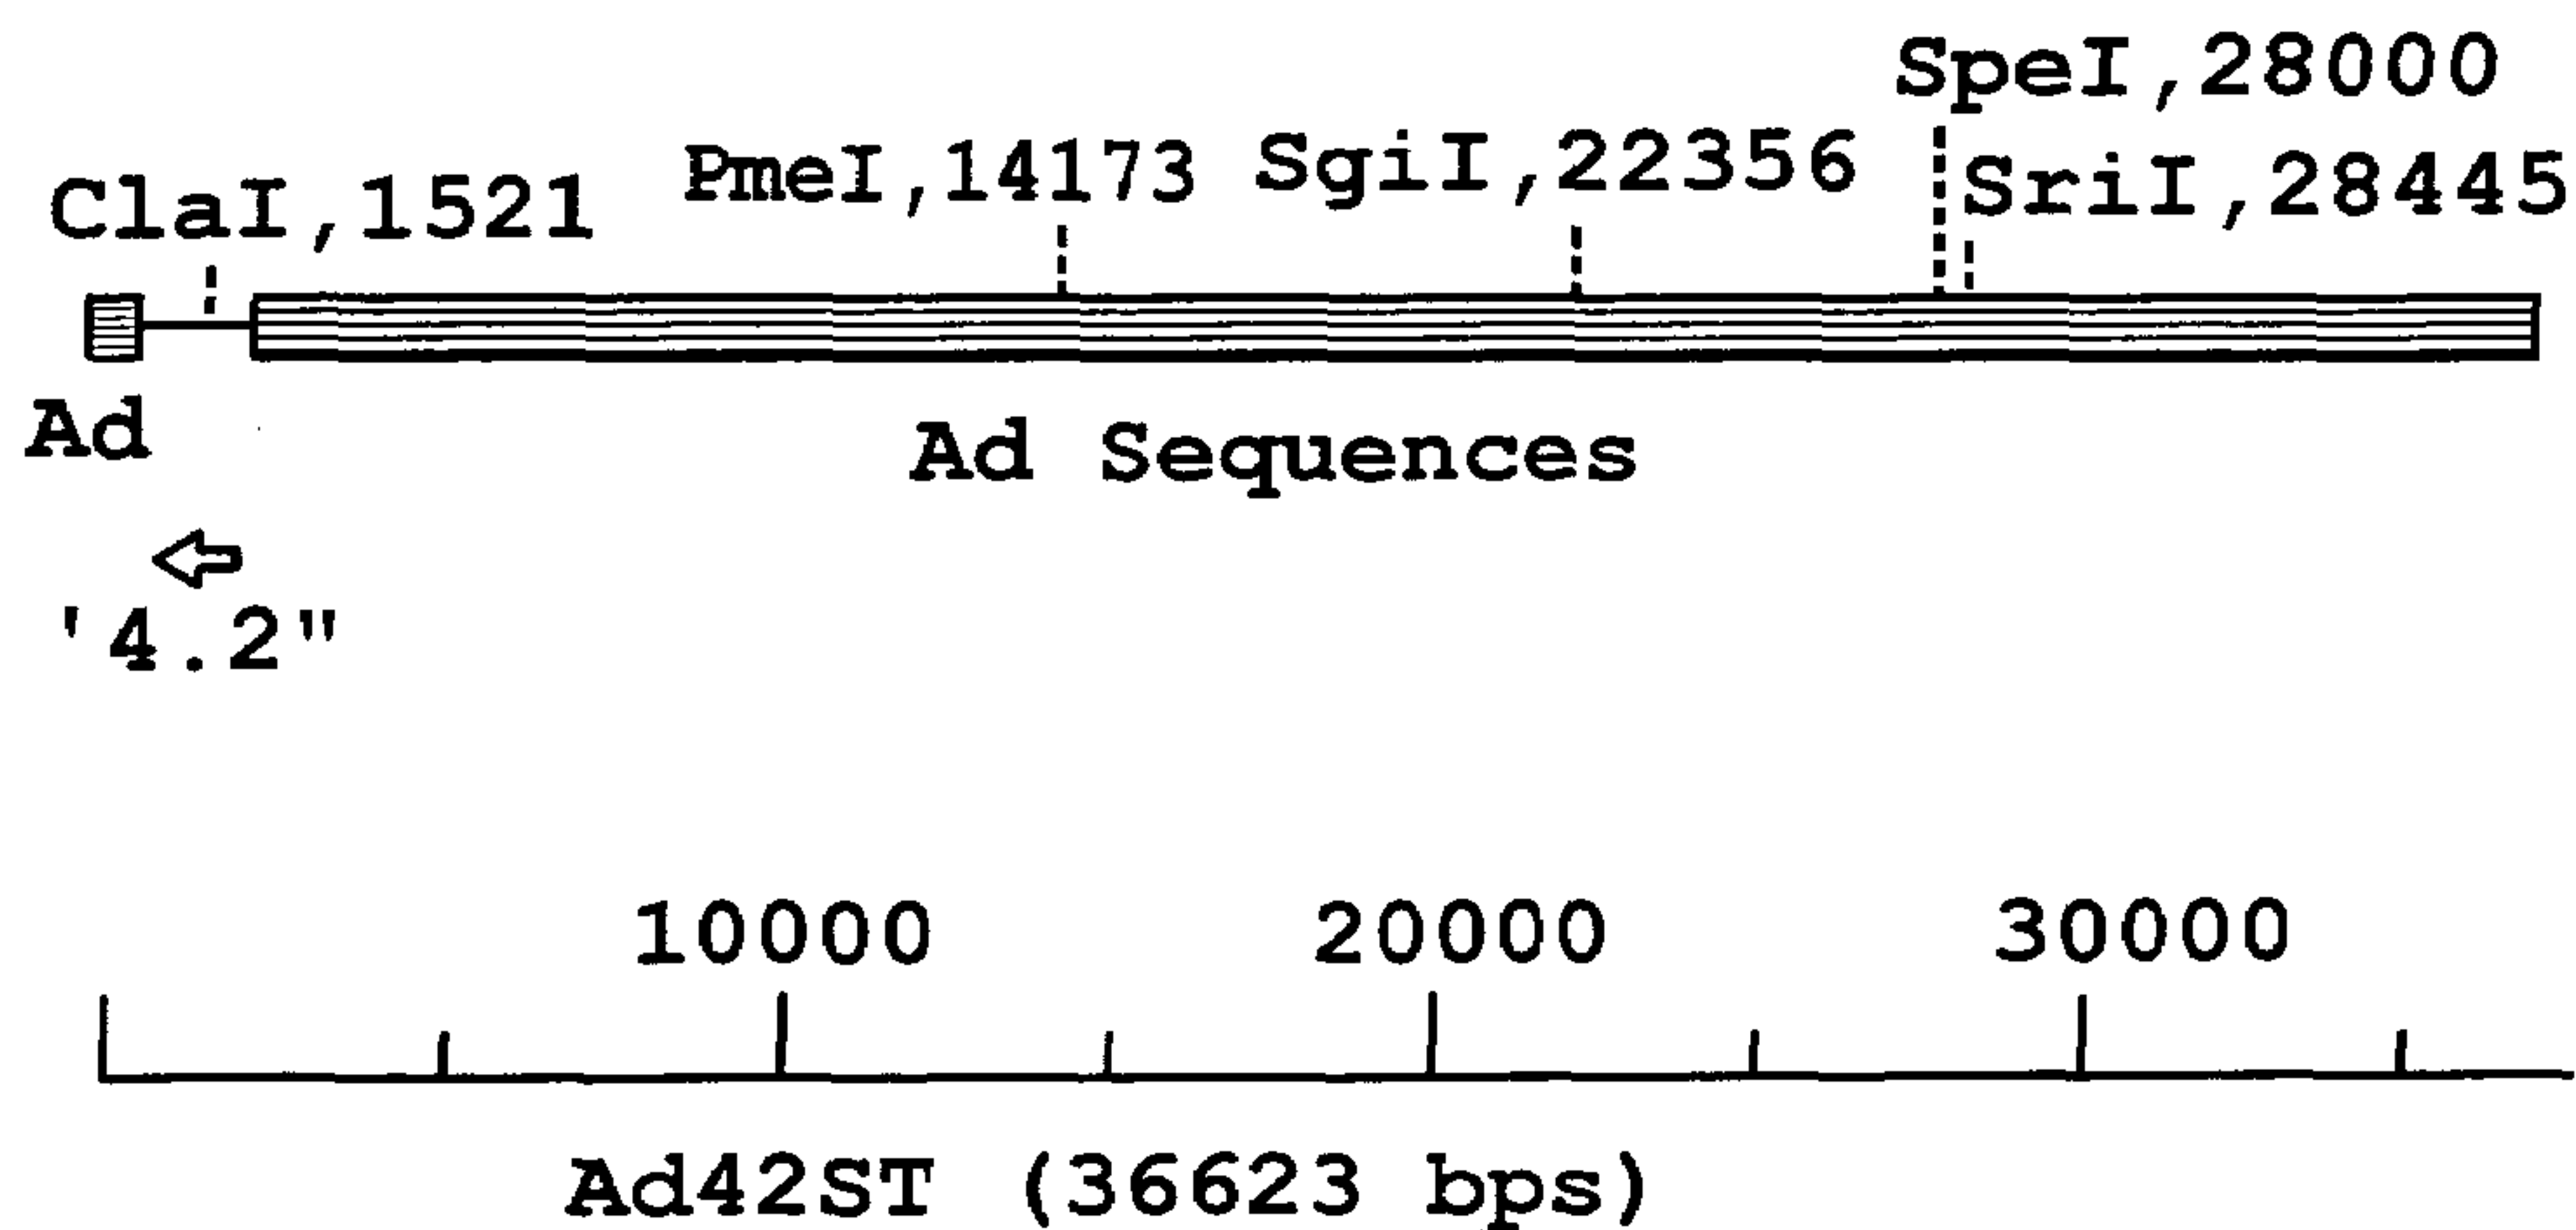 SpeI,28000
ClaI,1521 PmeI,14173 SgiI,22356 SriI,28445
Ad Ad Sequences
'4.2"
10000 20000 30000
Ad42ST (36623 bps)